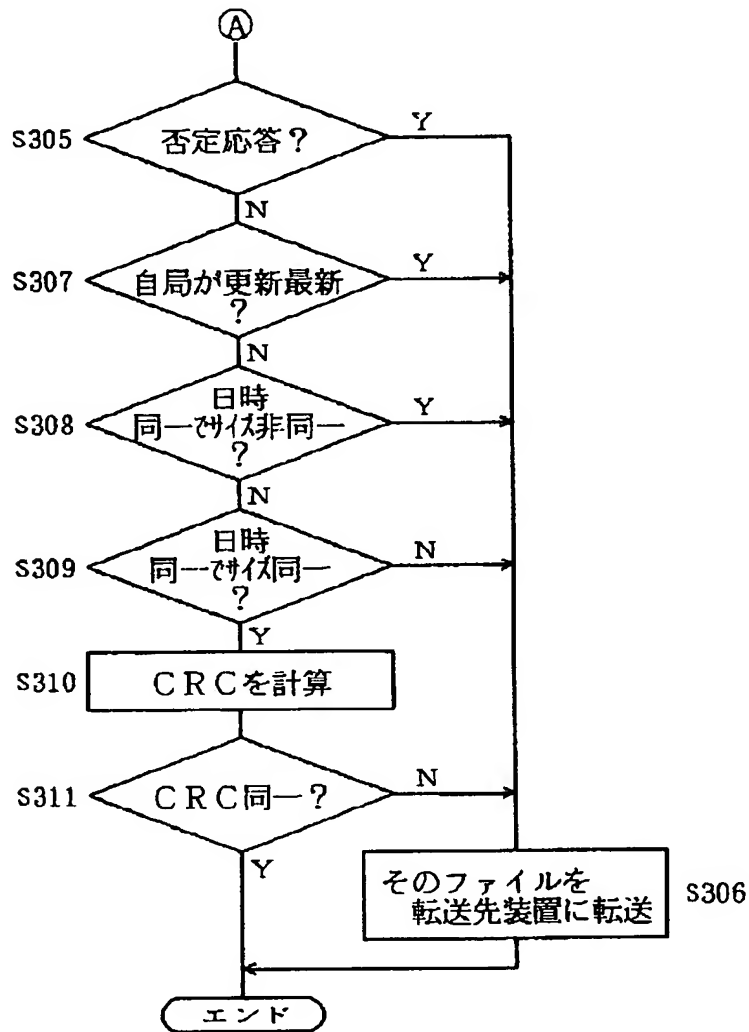 A
S305
否定応答?
Y
N
S307
自局が更新最新
?
Y
N
S308
日時
同一でサイズ非同一
?
Y
N
S309
日時
同一でサイズ同一
?
N
Y
S310
CRCを計算
S311
CRC同一?
N
Y
そのファイルを
転送先装置に転送
S306
エンド